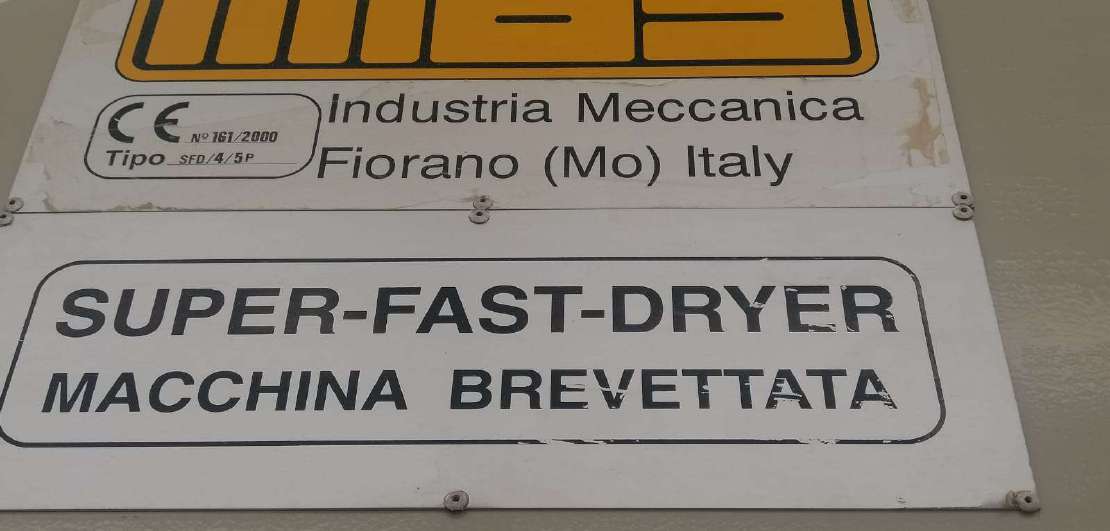 CE Nº 161/2000
Tipo SFD/4/5P
Industria Meccanica
Fiorano (Mo) Italy
SUPER-FAST-DRYER
MACCHINA BREVETTATA